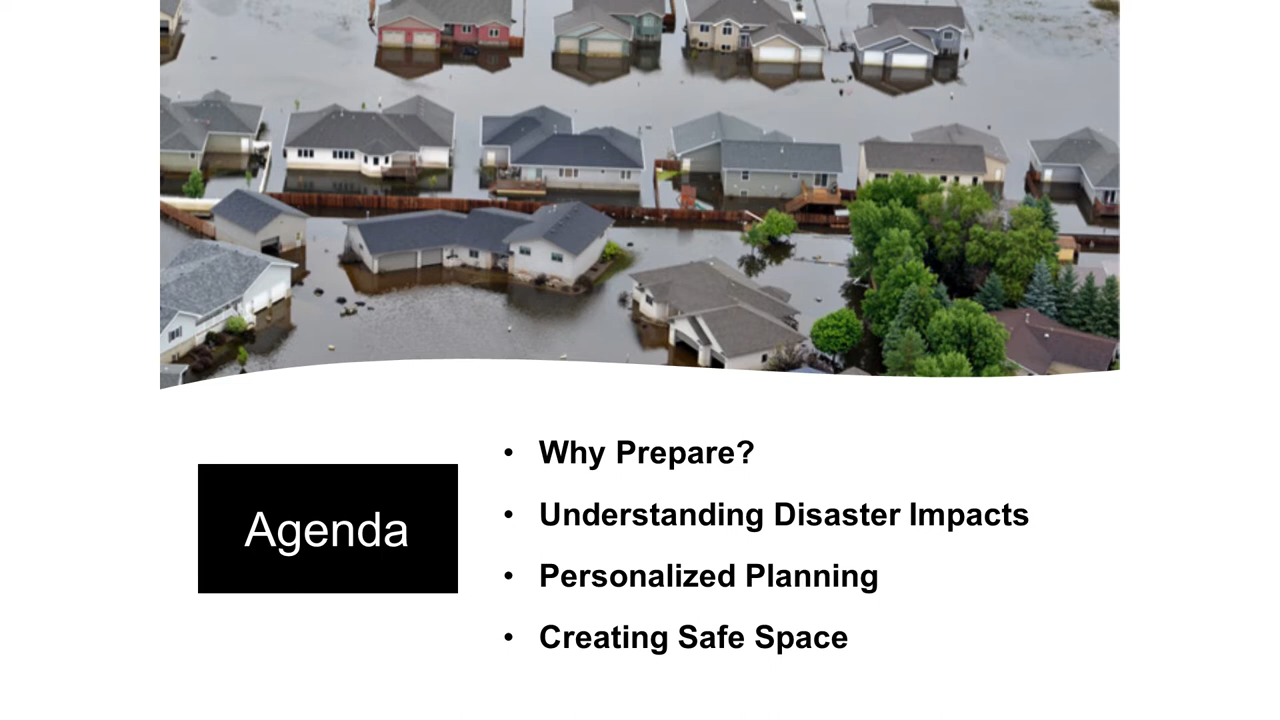 Agenda
• Why Prepare?
• Understanding Disaster Impacts
• Personalized Planning
• Creating Safe Space